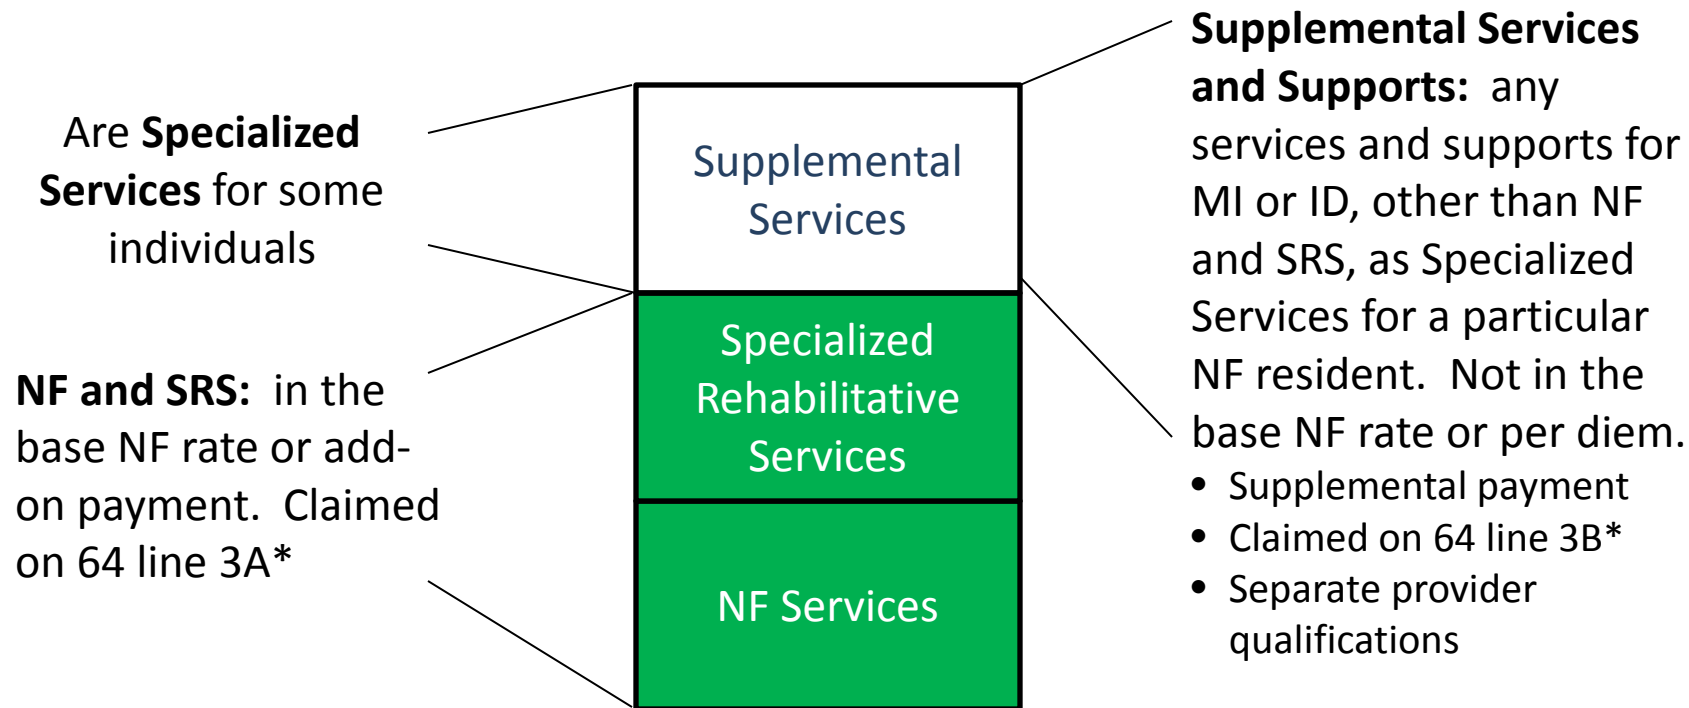 Are Specialized
Services for some
individuals
NF and SRS:  in the
base NF rate or add-
on payment.  Claimed
on 64 line 3A*
Supplemental
Services
Specialized
Rehabilitative
Services
NF Services
Supplemental Services
and Supports:  any
services and supports for
MI or ID, other than NF
and SRS, as Specialized
Services for a particular
NF resident.  Not in the
base NF rate or per diem.
• Supplemental payment
• Claimed on 64 line 3B*
• Separate provider
qualifications